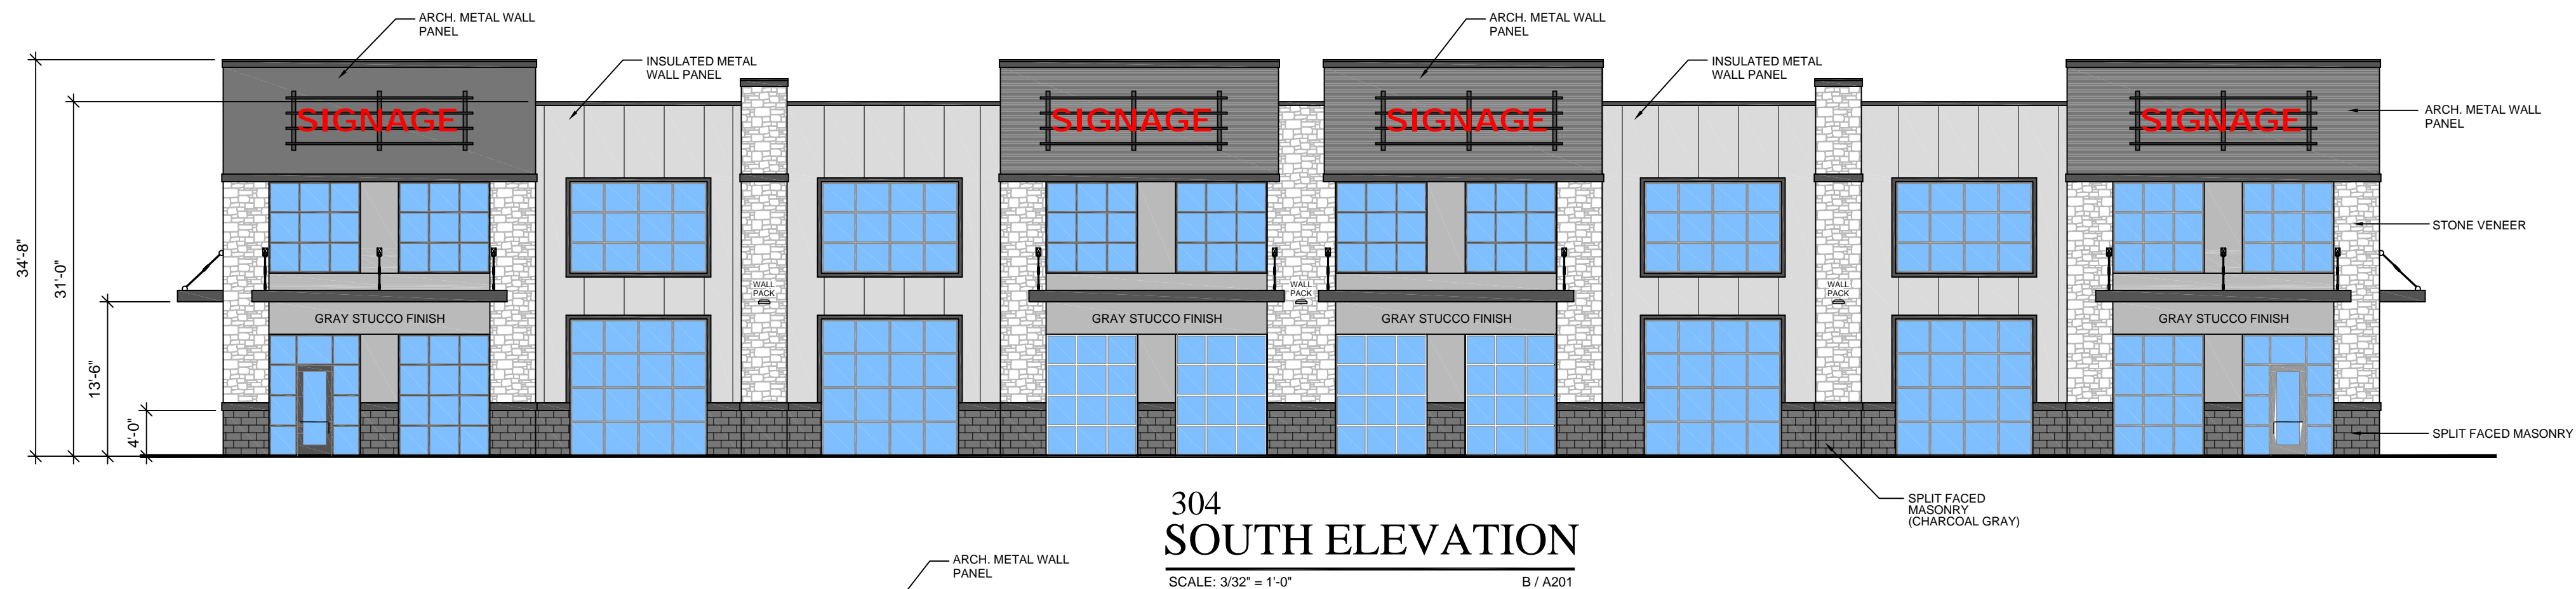 ARCH. METAL WALL
PANEL
ARCH. METAL WALL
PANEL
INSULATED METAL
WALL PANEL
INSULATED METAL
WALL PANEL
SIGNAGE
SIGNAGE
SIGNAGE
SIGNAGE
ARCH. METAL WALL
PANEL
34'-8"
31'-0"
13'-6"
4'-0"
STONE VENEER
WALL
PACK
WALL
PACK
WALL
PACK
GRAY STUCCO FINISH
GRAY STUCCO FINISH
GRAY STUCCO FINISH
GRAY STUCCO FINISH
SPLIT FACED MASONRY
SPLIT FACED
MASONRY
(CHARCOAL GRAY)
304
SOUTH ELEVATION
SCALE: 3/32" = 1'-0"
B / A201
ARCH. METAL WALL
PANEL